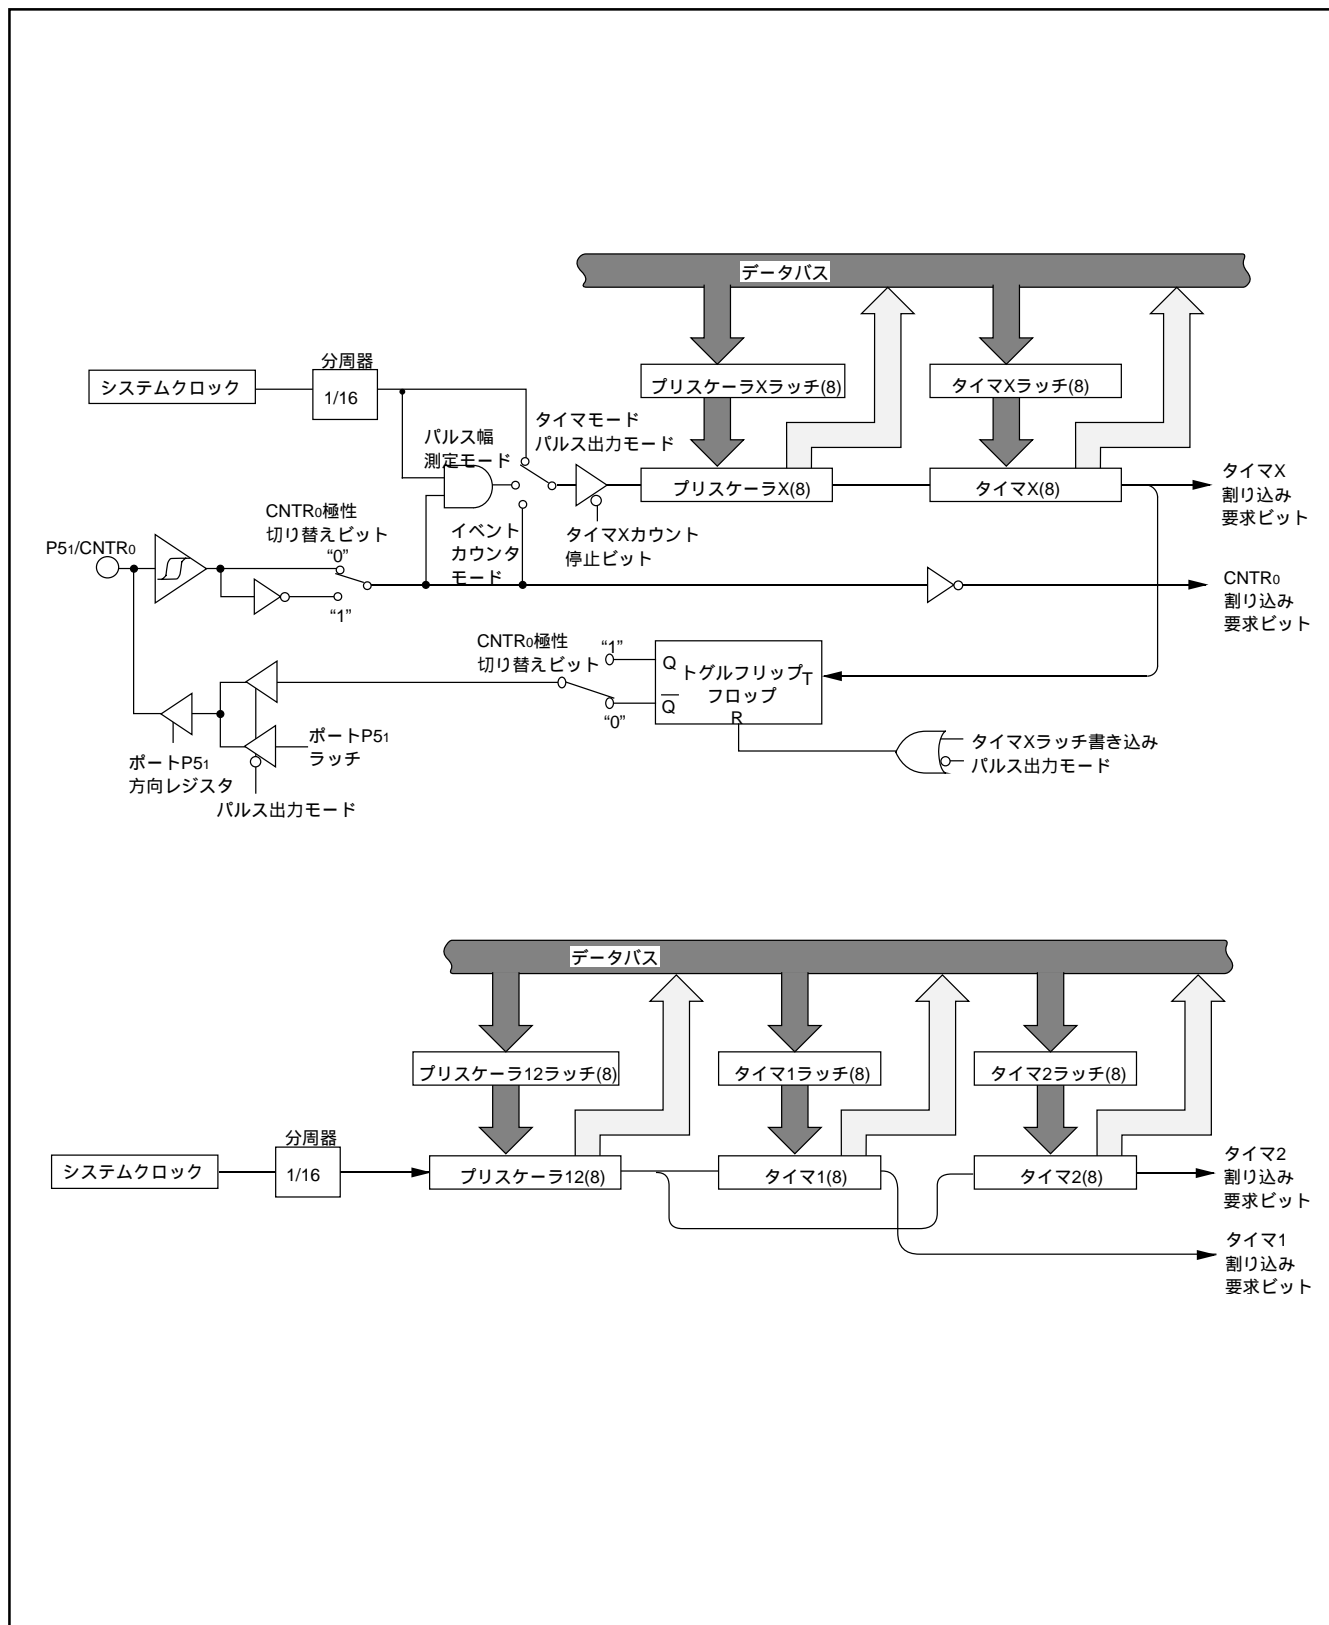 データバス
分周器
システムクロック
1/16
プリスケーラXラッチ(8)
タイマXラッチ(8)
タイマモード
パルス出力モード
パルス幅
測定モード
プリスケーラX(8)
タイマX(8)
タイマX
割り込み
要求ビット
CNTR0極性
切り替えビット
イベント
カウンタ
モード
タイマXカウント
停止ビット
P51/CNTR0
“0”
“1”
CNTR0
割り込み
要求ビット
CNTR0極性
切り替えビット
“1”
“0”
Q
トグルフリップ
フロップ
T
Q
R
ポートP51
ラッチ
ポートP51
方向レジスタ
パルス出力モード
タイマXラッチ書き込み
パルス出力モード
データバス
プリスケーラ12ラッチ(8)
タイマ1ラッチ(8)
タイマ2ラッチ(8)
分周器
システムクロック
1/16
プリスケーラ12(8)
タイマ1(8)
タイマ2(8)
タイマ2
割り込み
要求ビット
タイマ1
割り込み
要求ビット